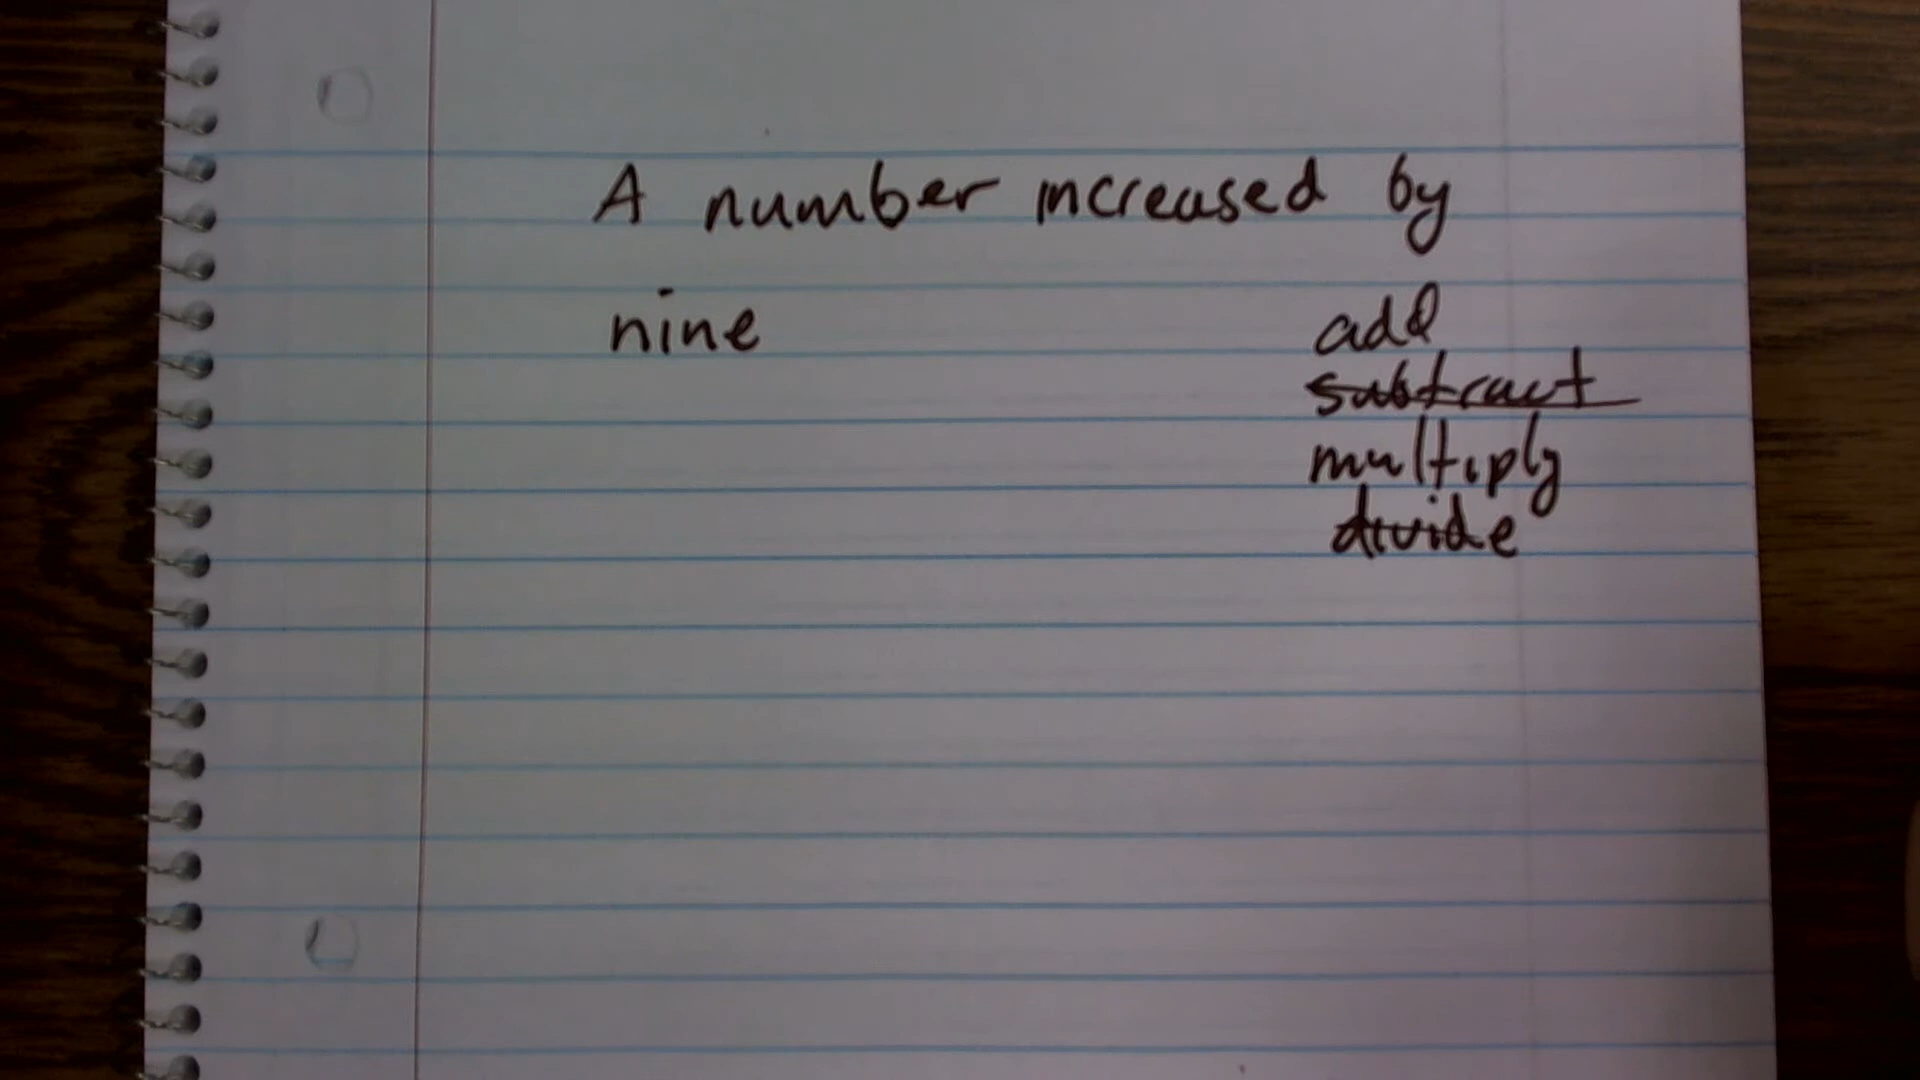 A number increased by
nine
add
subtract
multiply
divide